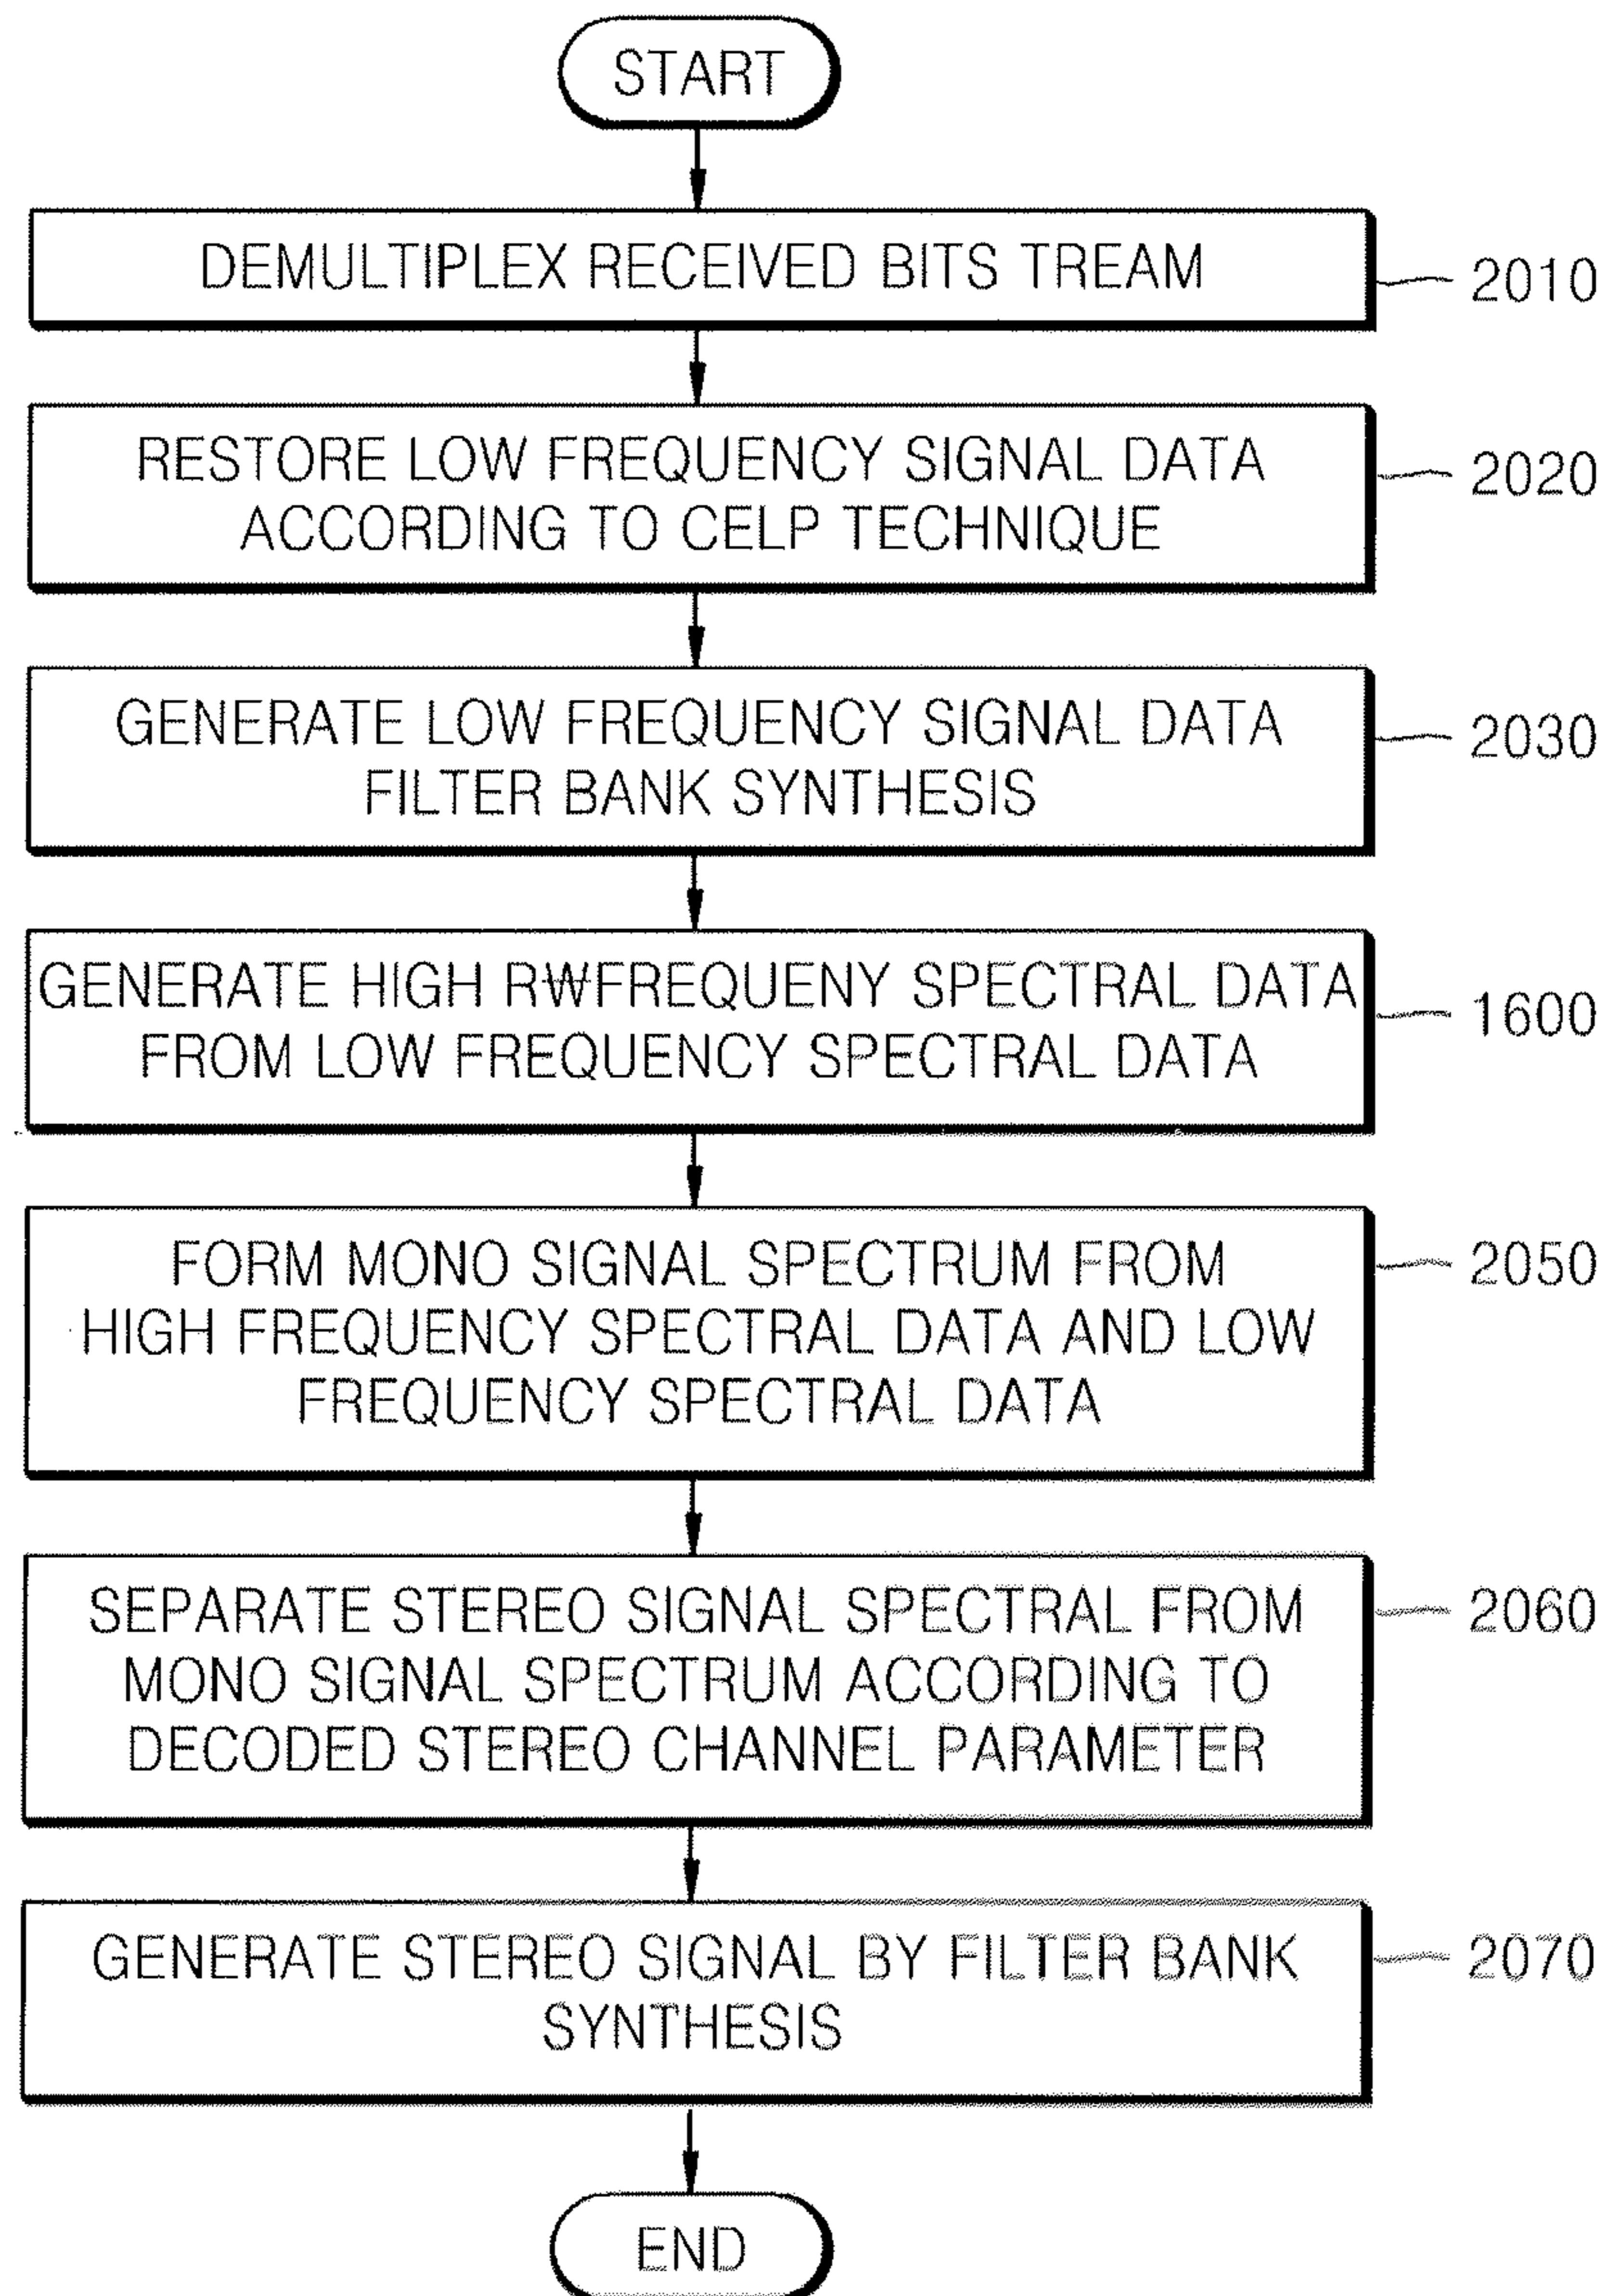 START
DEMULTIPLEX RECEIVED BITS TREAM
2010
RESTORE LOW FREQUENCY SIGNAL DATA
ACCORDING TO CELP TECHNIQUE
2020
GENERATE LOW FREQUENCY SIGNAL DATA
FILTER BANK SYNTHESIS
2030
GENERATE HIGH R₩FREQUENY SPECTRAL DATA
FROM LOW FREQUENCY SPECTRAL DATA
1600
FORM MONO SIGNAL SPECTRUM FROM
HIGH FREQUENCY SPECTRAL DATA AND LOW
FREQUENCY SPECTRAL DATA
2050
SEPARATE STEREO SIGNAL SPECTRAL FROM
MONO SIGNAL SPECTRUM ACCORDING TO
DECODED STEREO CHANNEL PARAMETER
2060
GENERATE STEREO SIGNAL BY FILTER BANK
SYNTHESIS
2070
END